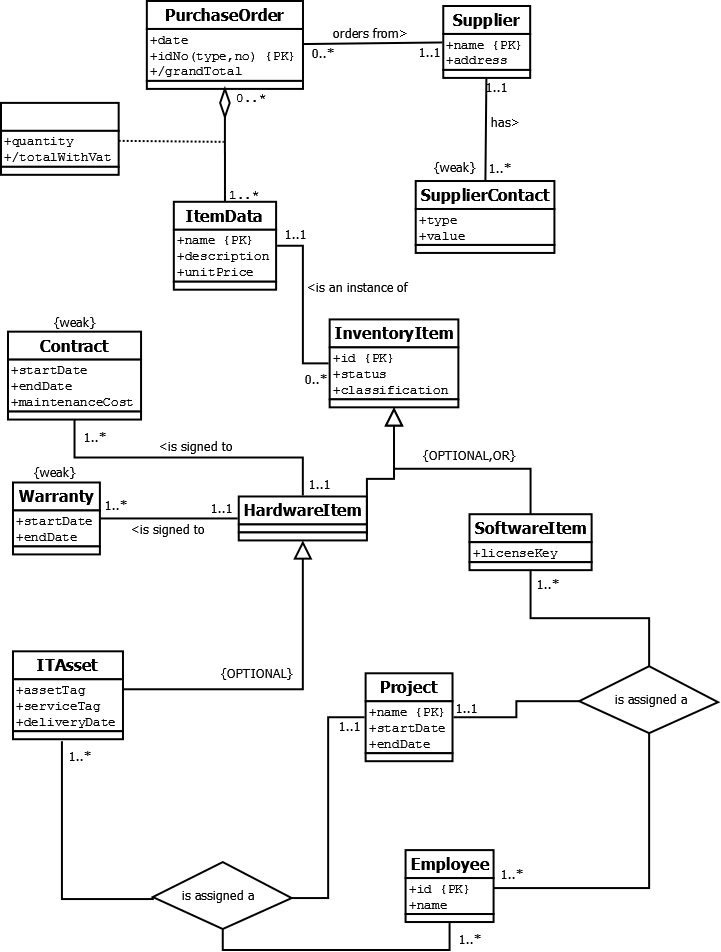 PurchaseOrder
+date
+idNo(type,no) {PK}
+/grandTotal
orders from>
0..*
1..1
Supplier
+name {PK}
+address
1..1
has>
{weak}
1..*
SupplierContact
+type
+value
0..*
+quantity
+/totalWithVat
1..*
ItemData
+name {PK}
+description
+unitPrice
1..1
<is an instance of
0..*
InventoryItem
+id {PK}
+status
+classification
{weak}
Contract
+startDate
+endDate
+maintenanceCost
1..*
<is signed to
1..1
{OPTIONAL,OR}
{weak}
Warranty
+startDate
+endDate
1..*
<is signed to
1..1
HardwareItem
SoftwareItem
+licenseKey
1..*
ITAsset
+assetTag
+serviceTag
+deliveryDate
{OPTIONAL}
1..*
Project
+name {PK}
+startDate
+endDate
1..1
1..1
is assigned a
is assigned a
Employee
+id {PK}
+name
1..*
1..*